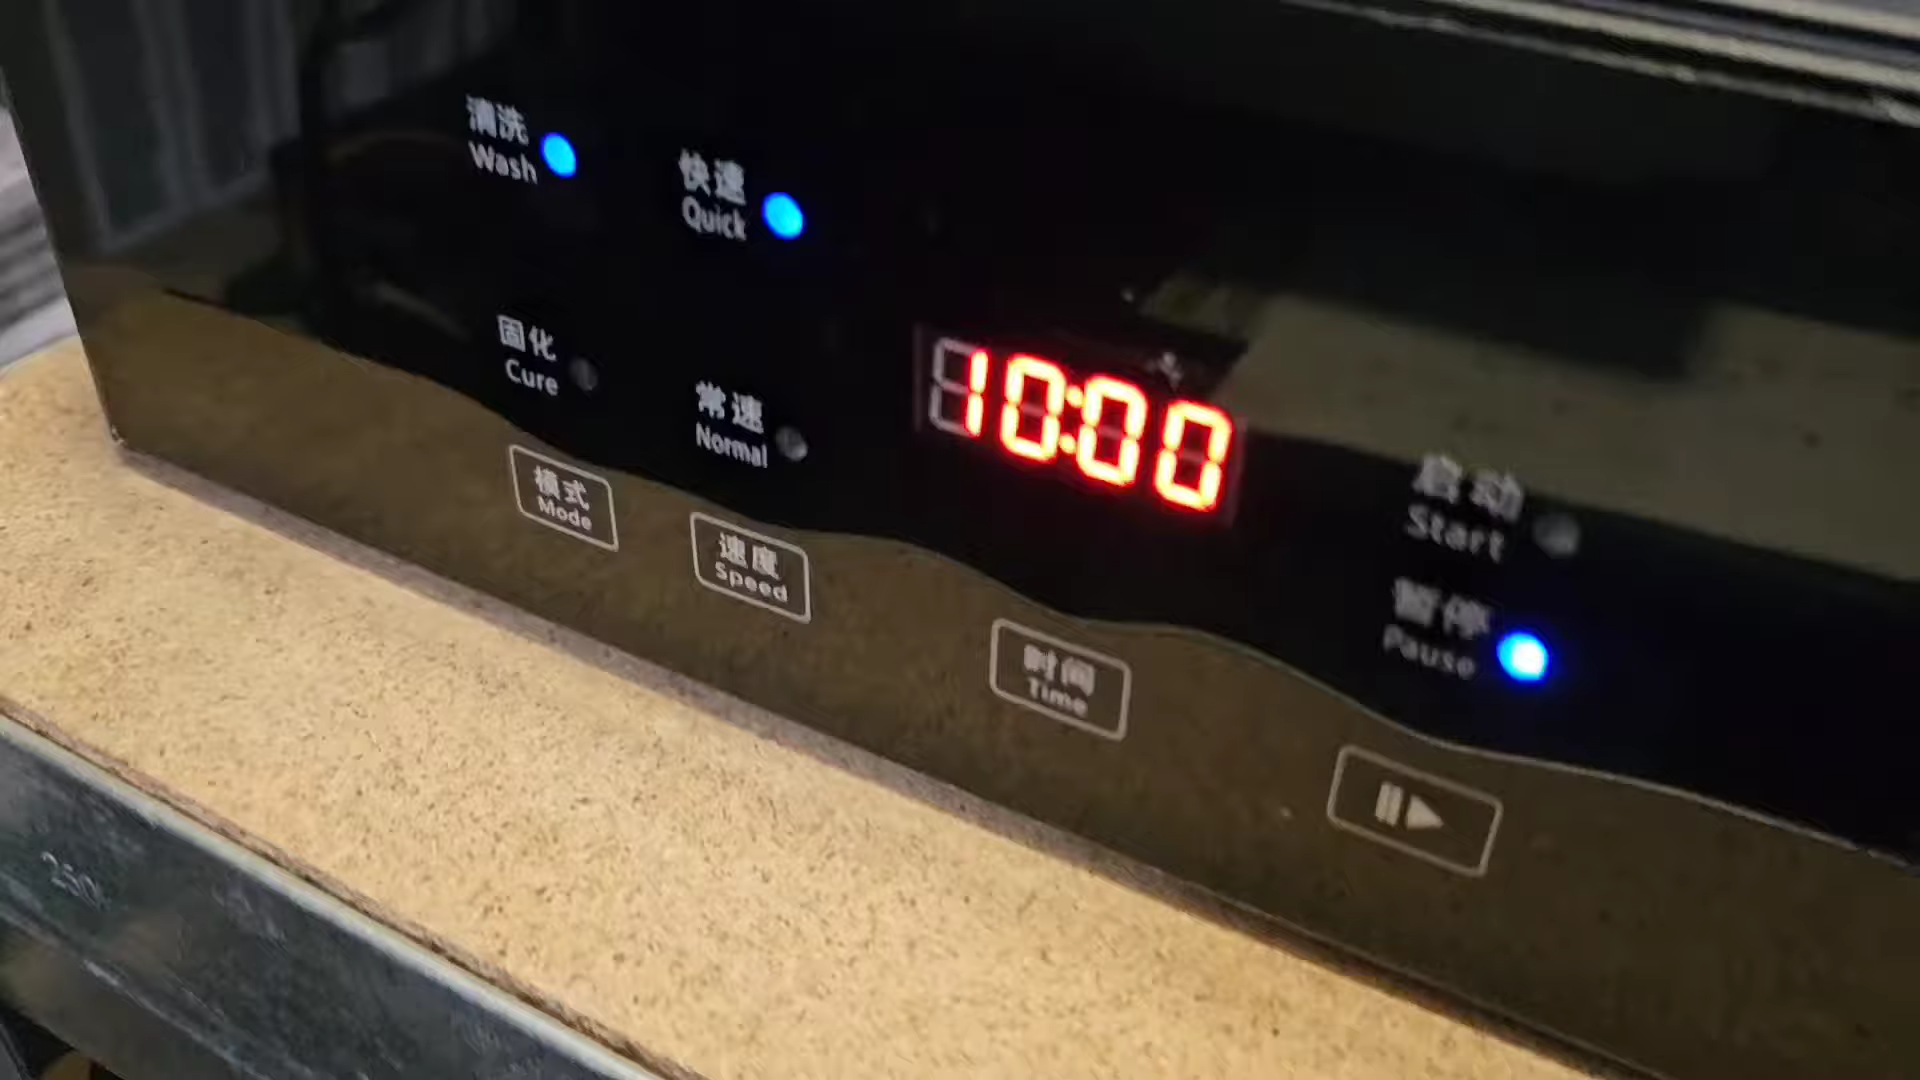 清洗
Wash
快速
Quick
固化
Cure
常速
Normal
10:00
启动
Start
暂停
Pause
模式
Mode
速度
Speed
时间
Time